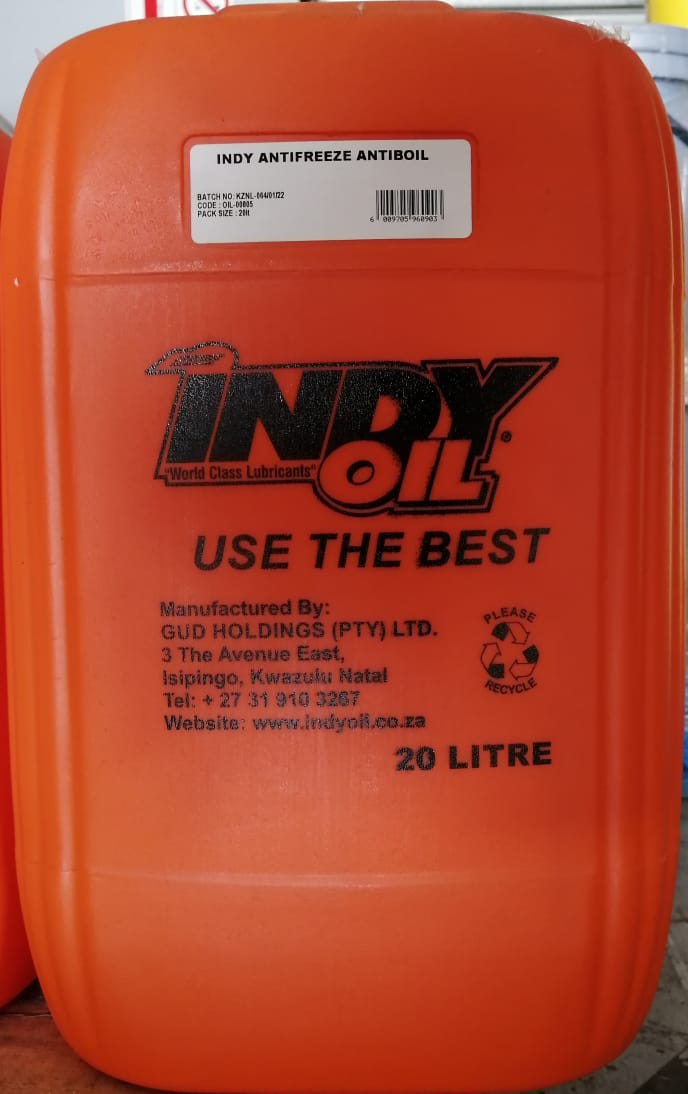 INDY ANTIFREEZE ANTIBOIL
BATCH NO: KZNL-064/01/22
CODE : OIL-00805
PACK SIZE : 20lt
6 009705 960903
INDY
OIL
®
"World Class Lubricants"
USE THE BEST
Manufactured By:
GUD HOLDINGS (PTY) LTD.
3 The Avenue East,
Isipingo, Kwazulu Natal
Tel: + 27 31 910 3267
Website: www.indyoil.co.za
PLEASE
RECYCLE
20 LITRE